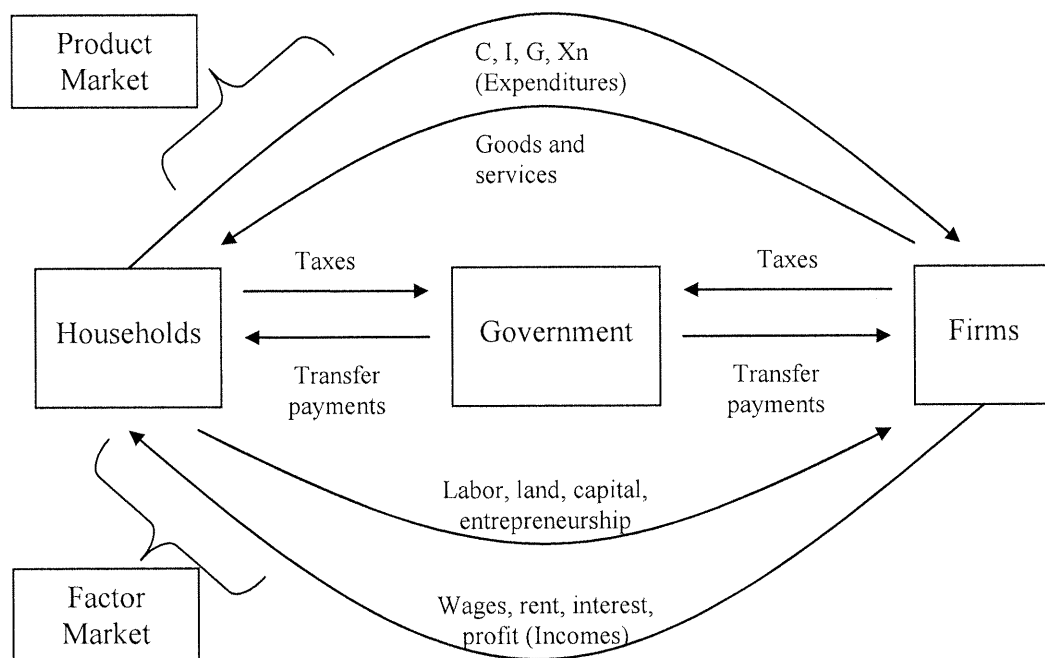 Product
Market
C, I, G, Xn
(Expenditures)
Goods and
services
Taxes
Taxes
Households
Government
Firms
Transfer
payments
Transfer
payments
Labor, land, capital,
entrepreneurship
Factor
Market
Wages, rent, interest,
profit (Incomes)